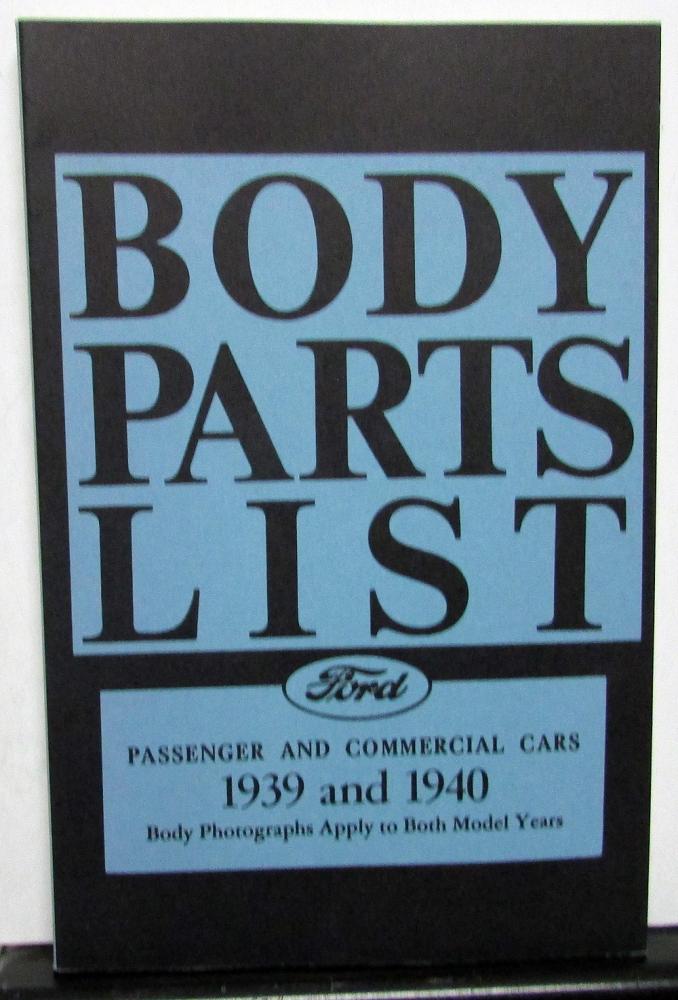 BODY
PARTS
LIST
Ford
PASSENGER AND COMMERCIAL CARS
1939 and 1940
Body Photographs Apply to Both Model Years